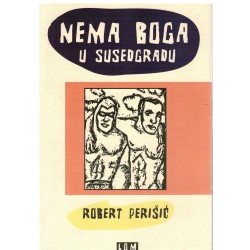 NEMA BOGA
U SUSEDGRADU
ROBERT PERIŠIĆ
LOM